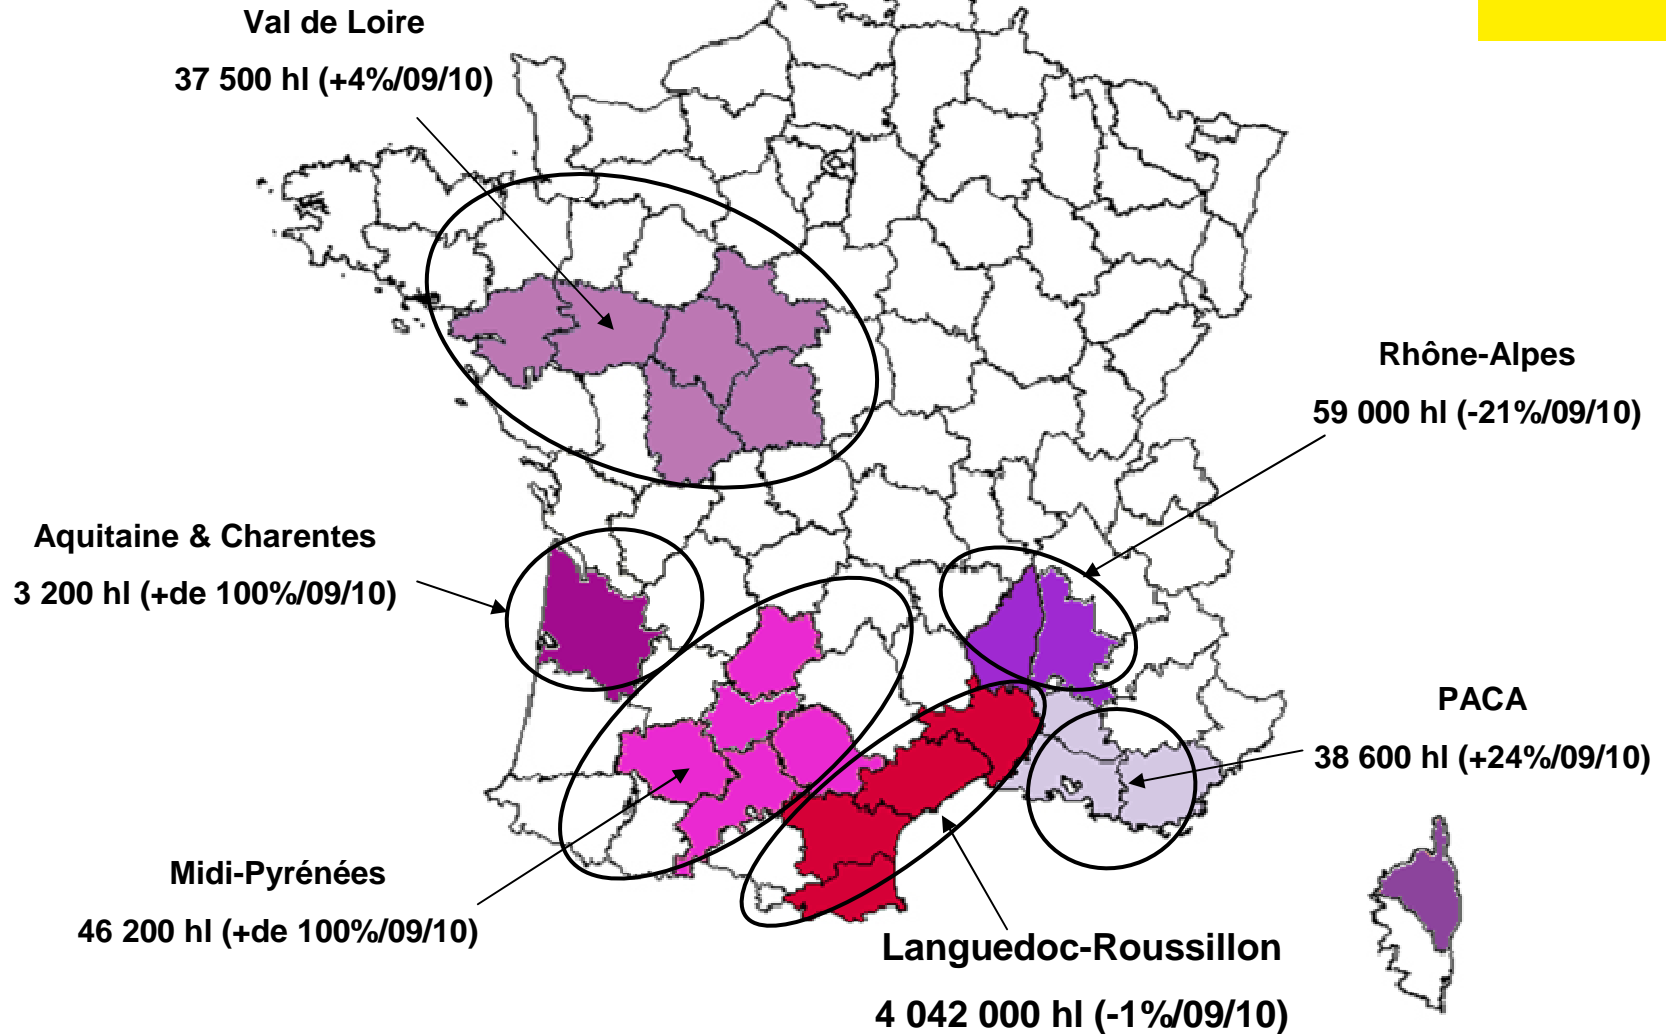 Val de Loire
37 500 hl (+4%/09/10)
Rhône-Alpes
59 000 hl (-21%/09/10)
Aquitaine & Charentes
3 200 hl (+de 100%/09/10)
PACA
38 600 hl (+24%/09/10)
Midi-Pyrénées
46 200 hl (+de 100%/09/10)
Languedoc-Roussillon
4 042 000 hl (-1%/09/10)